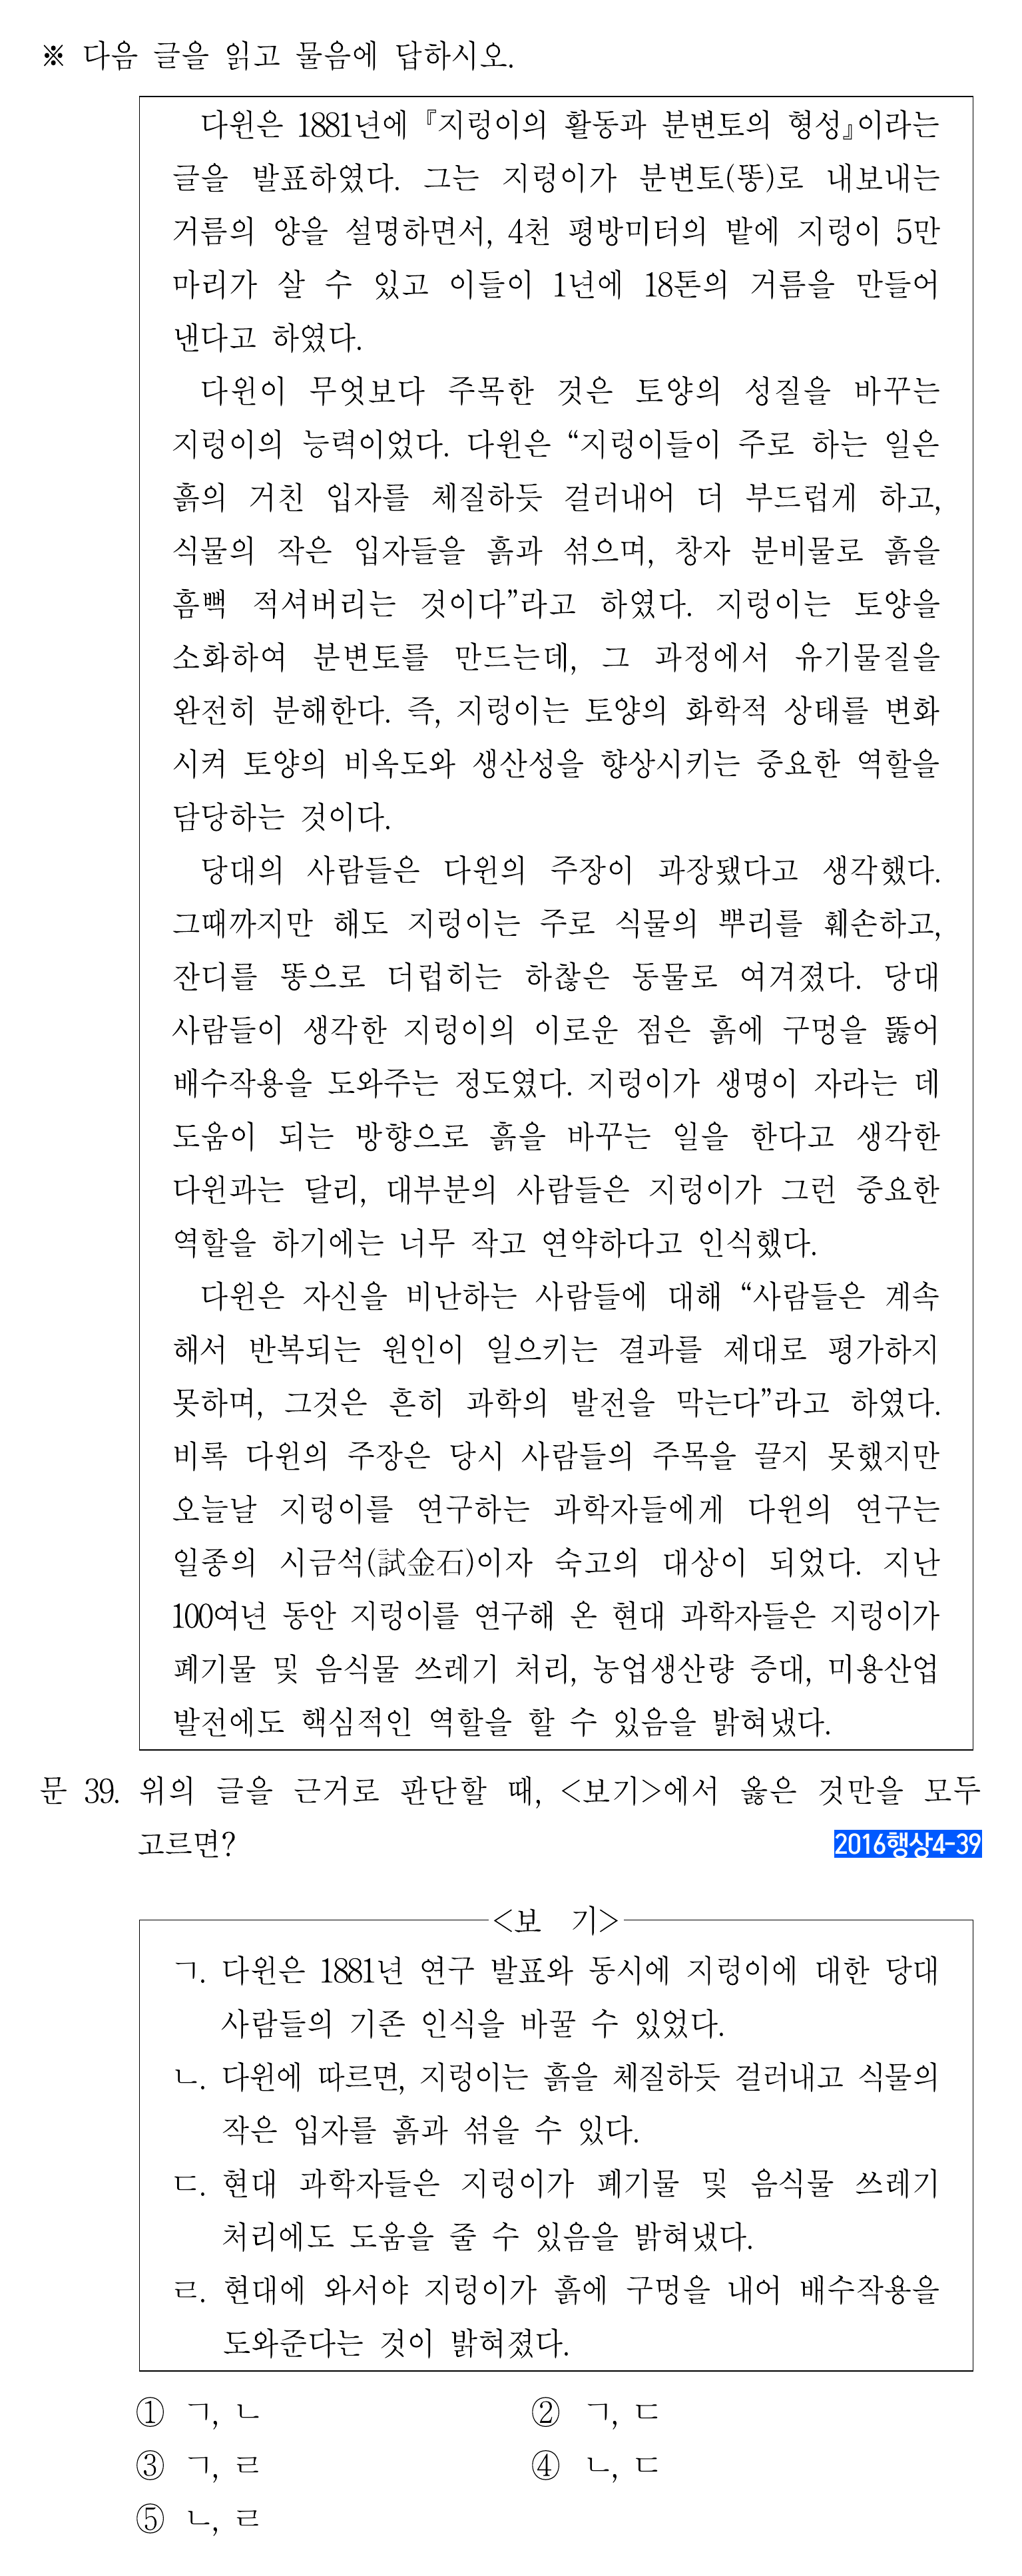 ※ 다음 글을 읽고 물음에 답하시오.
다윈은 1881년에 『지렁이의 활동과 분변토의 형성』이라는
글을 발표하였다. 그는 지렁이가 분변토(똥)로 내보내는
거름의 양을 설명하면서, 4천 평방미터의 밭에 지렁이 5만
마리가 살 수 있고 이들이 1년에 18톤의 거름을 만들어
낸다고 하였다.
다윈이 무엇보다 주목한 것은 토양의 성질을 바꾸는
지렁이의 능력이었다. 다윈은 “지렁이들이 주로 하는 일은
흙의 거친 입자를 체질하듯 걸러내어 더 부드럽게 하고,
식물의 작은 입자들을 흙과 섞으며, 창자 분비물로 흙을
흠뻑 적셔버리는 것이다”라고 하였다. 지렁이는 토양을
소화하여 분변토를 만드는데, 그 과정에서 유기물질을
완전히 분해한다. 즉, 지렁이는 토양의 화학적 상태를 변화
시켜 토양의 비옥도와 생산성을 향상시키는 중요한 역할을
담당하는 것이다.
당대의 사람들은 다윈의 주장이 과장됐다고 생각했다.
그때까지만 해도 지렁이는 주로 식물의 뿌리를 훼손하고,
잔디를 똥으로 더럽히는 하찮은 동물로 여겨졌다. 당대
사람들이 생각한 지렁이의 이로운 점은 흙에 구멍을 뚫어
배수작용을 도와주는 정도였다. 지렁이가 생명이 자라는 데
도움이 되는 방향으로 흙을 바꾸는 일을 한다고 생각한
다윈과는 달리, 대부분의 사람들은 지렁이가 그런 중요한
역할을 하기에는 너무 작고 연약하다고 인식했다.
다윈은 자신을 비난하는 사람들에 대해 “사람들은 계속
해서 반복되는 원인이 일으키는 결과를 제대로 평가하지
못하며, 그것은 흔히 과학의 발전을 막는다”라고 하였다.
비록 다윈의 주장은 당시 사람들의 주목을 끌지 못했지만
오늘날 지렁이를 연구하는 과학자들에게 다윈의 연구는
일종의 시금석(試金石)이자 숙고의 대상이 되었다. 지난
100여년 동안 지렁이를 연구해 온 현대 과학자들은 지렁이가
폐기물 및 음식물 쓰레기 처리, 농업생산량 증대, 미용산업
발전에도 핵심적인 역할을 할 수 있음을 밝혀냈다.
문 39. 위의 글을 근거로 판단할 때, <보기>에서 옳은 것만을 모두
고르면? 2016행상4-39
<보 기>
ㄱ. 다윈은 1881년 연구 발표와 동시에 지렁이에 대한 당대
사람들의 기존 인식을 바꿀 수 있었다.
ㄴ. 다윈에 따르면, 지렁이는 흙을 체질하듯 걸러내고 식물의
작은 입자를 흙과 섞을 수 있다.
ㄷ. 현대 과학자들은 지렁이가 폐기물 및 음식물 쓰레기
처리에도 도움을 줄 수 있음을 밝혀냈다.
ㄹ. 현대에 와서야 지렁이가 흙에 구멍을 내어 배수작용을
도와준다는 것이 밝혀졌다.
① ㄱ, ㄴ ② ㄱ, ㄷ
③ ㄱ, ㄹ ④ ㄴ, ㄷ
⑤ ㄴ, ㄹ